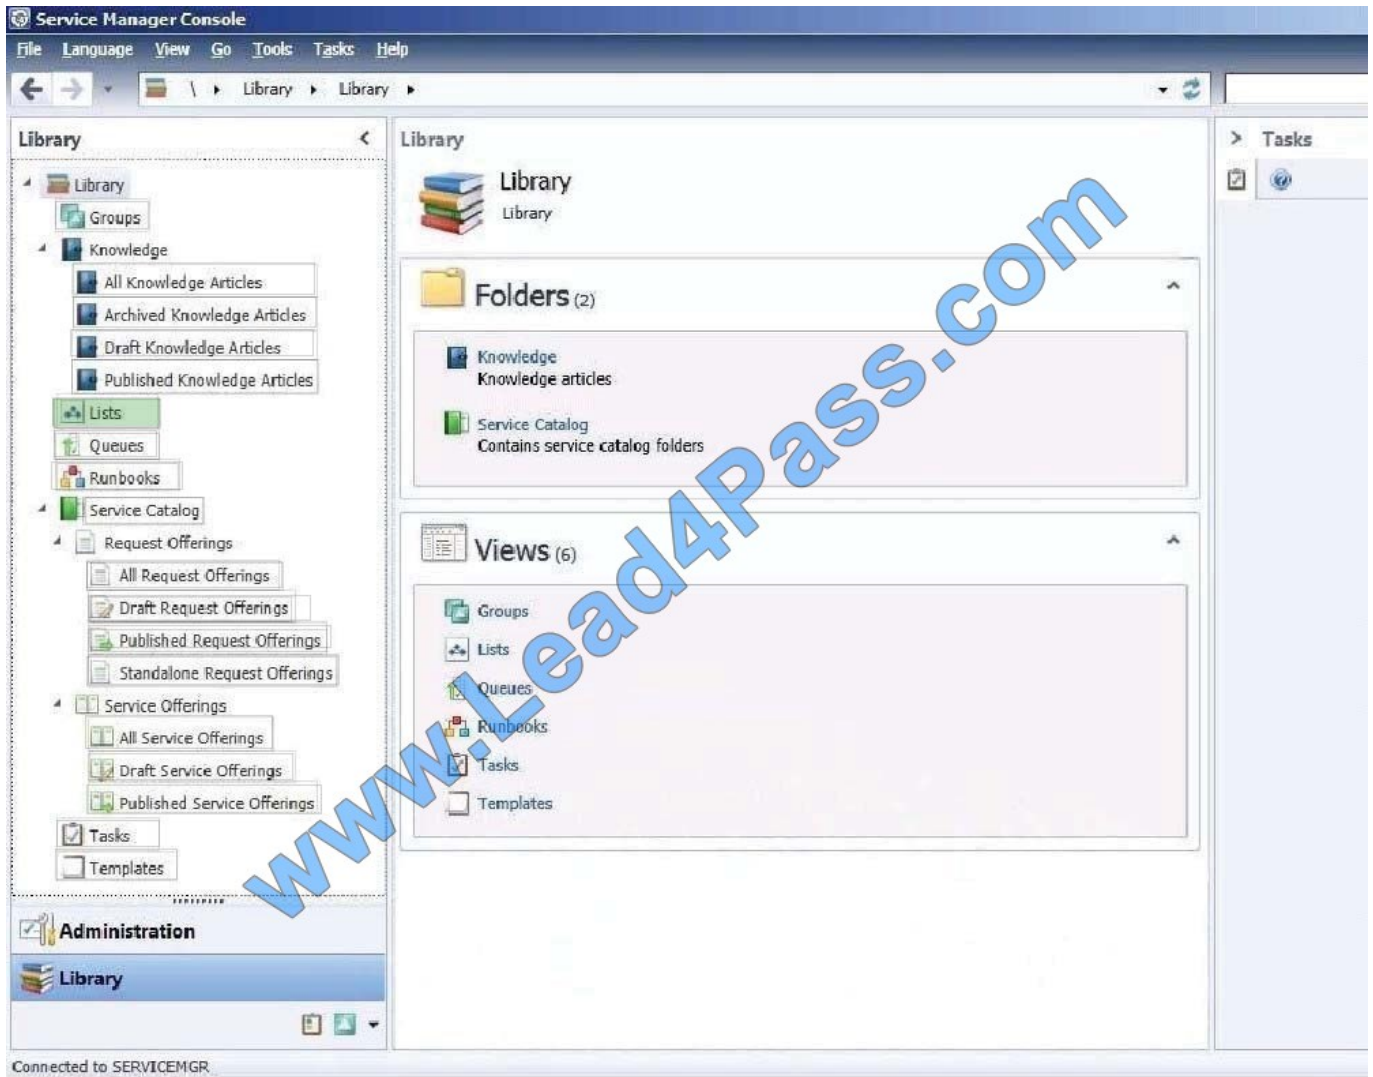 Service Manager Console
File Language View Go Tools Tasks Help
\ Library Library
Library
Library
Groups
Knowledge
All Knowledge Articles
Archived Knowledge Articles
Draft Knowledge Articles
Published Knowledge Articles
Lists
Queues
Runbooks
Service Catalog
Request Offerings
All Request Offerings
Draft Request Offerings
Published Request Offerings
Standalone Request Offerings
Service Offerings
All Service Offerings
Draft Service Offerings
Published Service Offerings
Tasks
Templates
Administration
Library
Connected to SERVICEMGR
Library
Library
Library
Folders (2)
Knowledge
Knowledge articles
Service Catalog
Contains service catalog folders
Views (6)
Groups
Lists
Queues
Runbooks
Tasks
Templates
Tasks
www.Lead4Pass.com